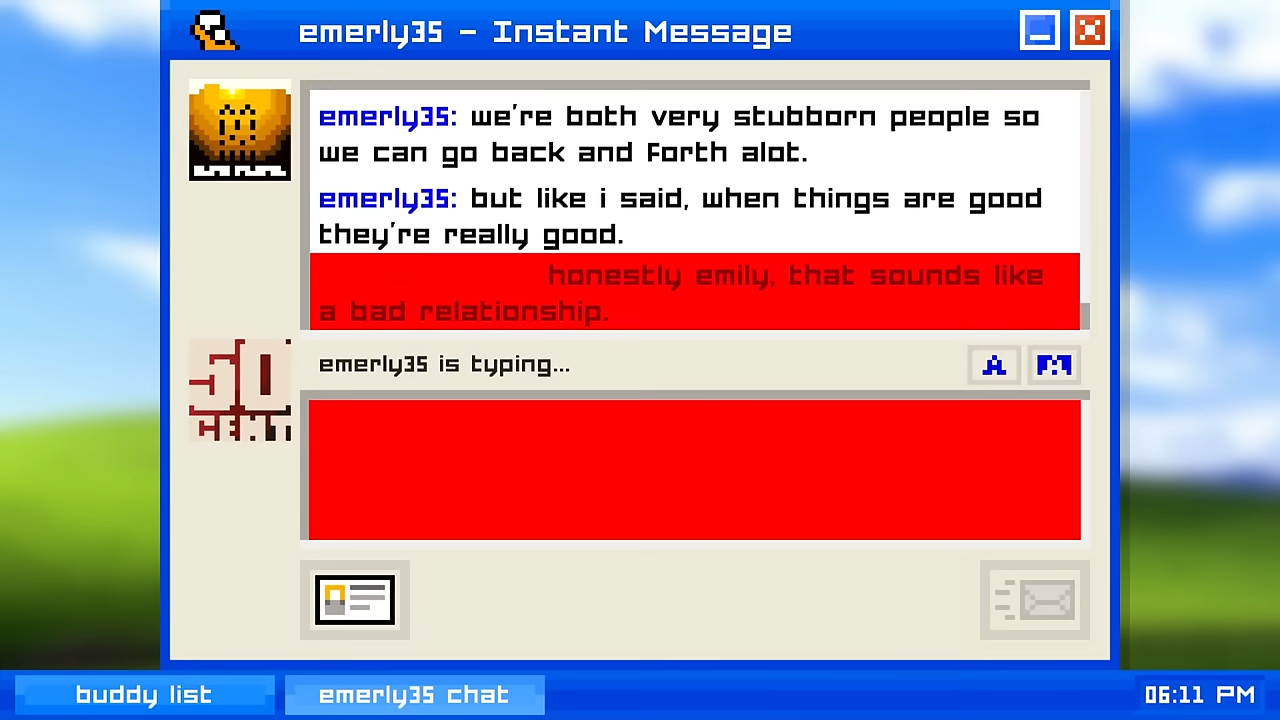 emerly35 - Instant Message
emerly35: we're both very stubborn people so
we can go back and forth alot.
emerly35: but like i said, when things are good
they're really good.
honestly emily, that sounds like
a bad relationship.
50
CENT
emerly35 is typing...
A
buddy list
emerly35 chat
06:11 PM